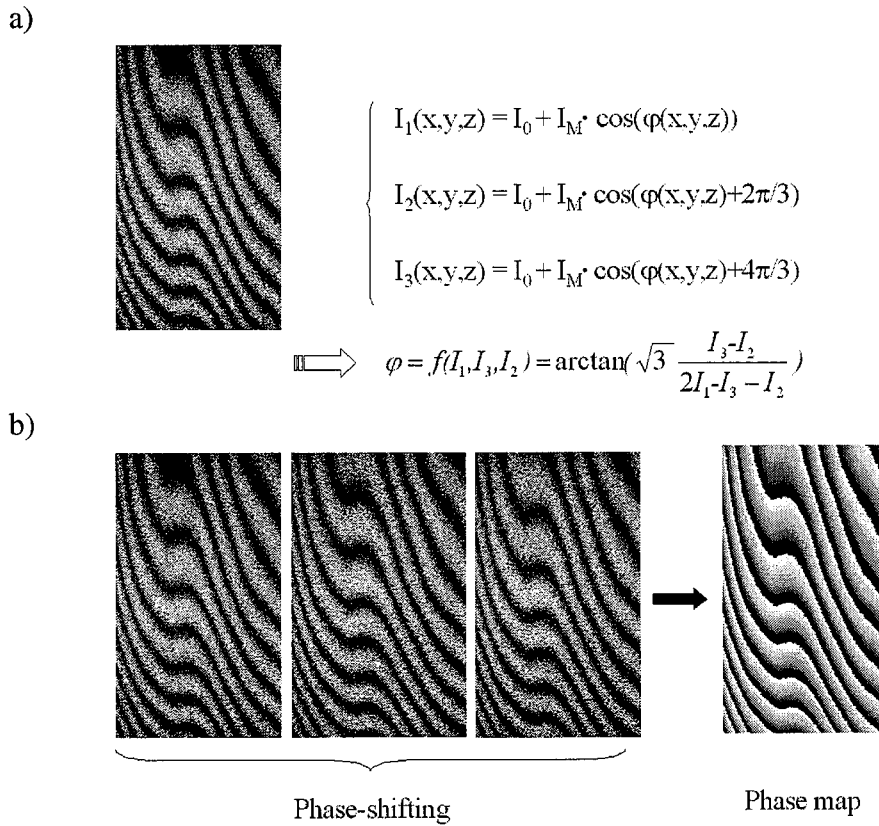 a)
I₁(x,y,z) = I₀ + I_M· cos(φ(x,y,z))
I₂(x,y,z) = I₀ + I_M· cos(φ(x,y,z)+2π/3)
I₃(x,y,z) = I₀ + I_M· cos(φ(x,y,z)+4π/3)
φ = f(I₁,I₃,I₂) = arctan(√3 (I₃-I₂)/(2I₁-I₃ – I₂))
b)
Phase-shifting
Phase map